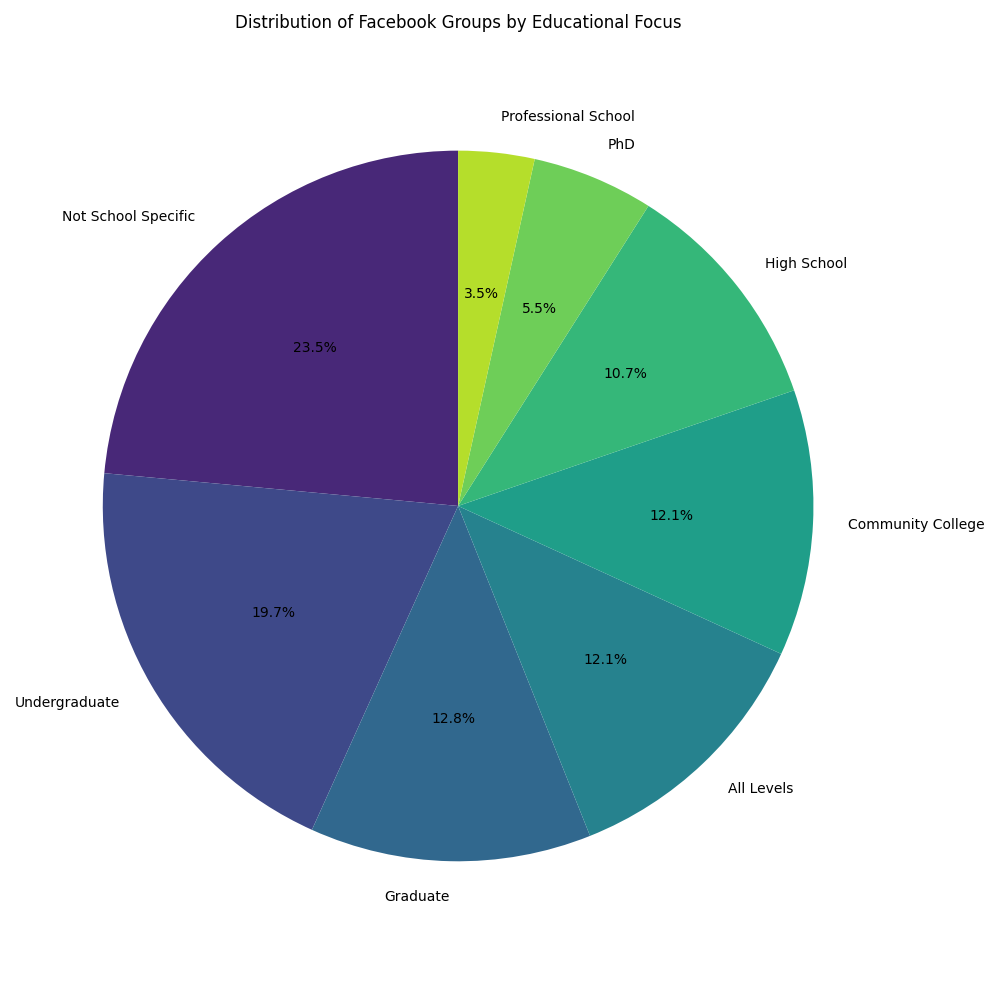 Distribution of Facebook Groups by Educational Focus
Professional School
PhD
Not School Specific
High School
3.5%
5.5%
23.5%
10.7%
12.1%
Community College
19.7%
12.1%
Undergraduate
12.8%
All Levels
Graduate